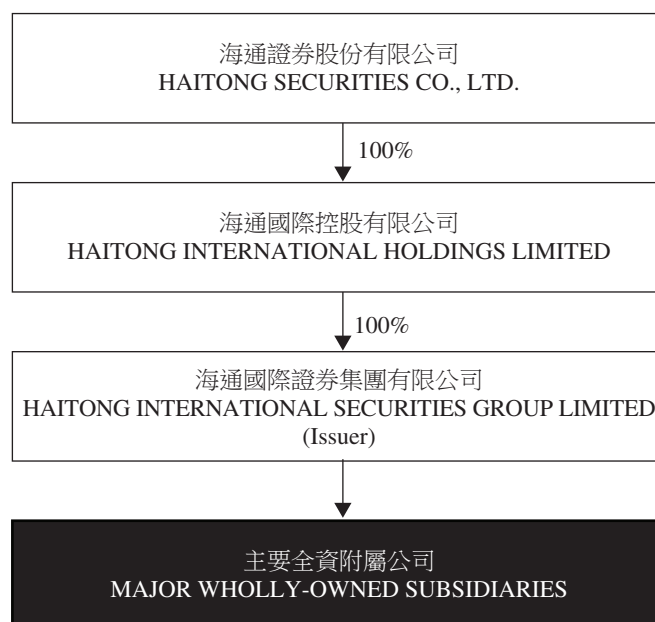 海通證券股份有限公司
HAITONG SECURITIES CO., LTD.
100%
海通國際控股有限公司
HAITONG INTERNATIONAL HOLDINGS LIMITED
100%
海通國際證券集團有限公司
HAITONG INTERNATIONAL SECURITIES GROUP LIMITED
(Issuer)
主要全資附屬公司
MAJOR WHOLLY-OWNED SUBSIDIARIES